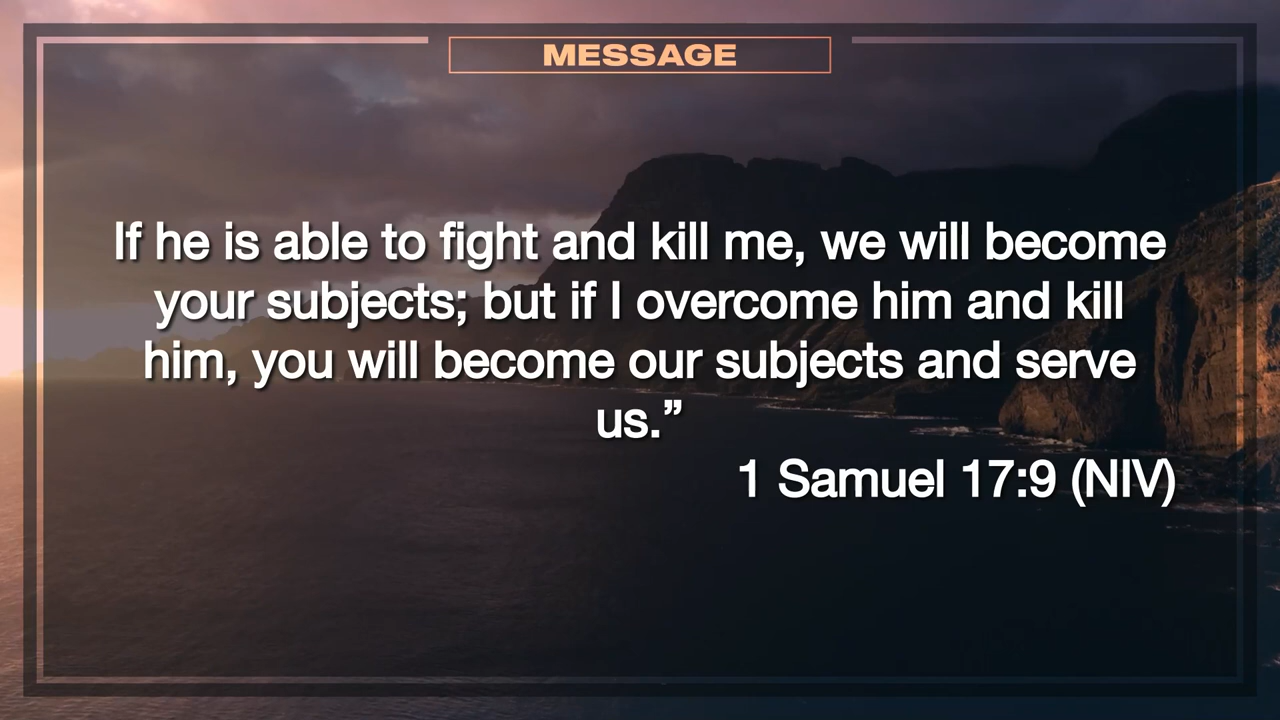 MESSAGE
If he is able to fight and kill me, we will become
your subjects; but if I overcome him and kill
him, you will become our subjects and serve
us.”
1 Samuel 17:9 (NIV)